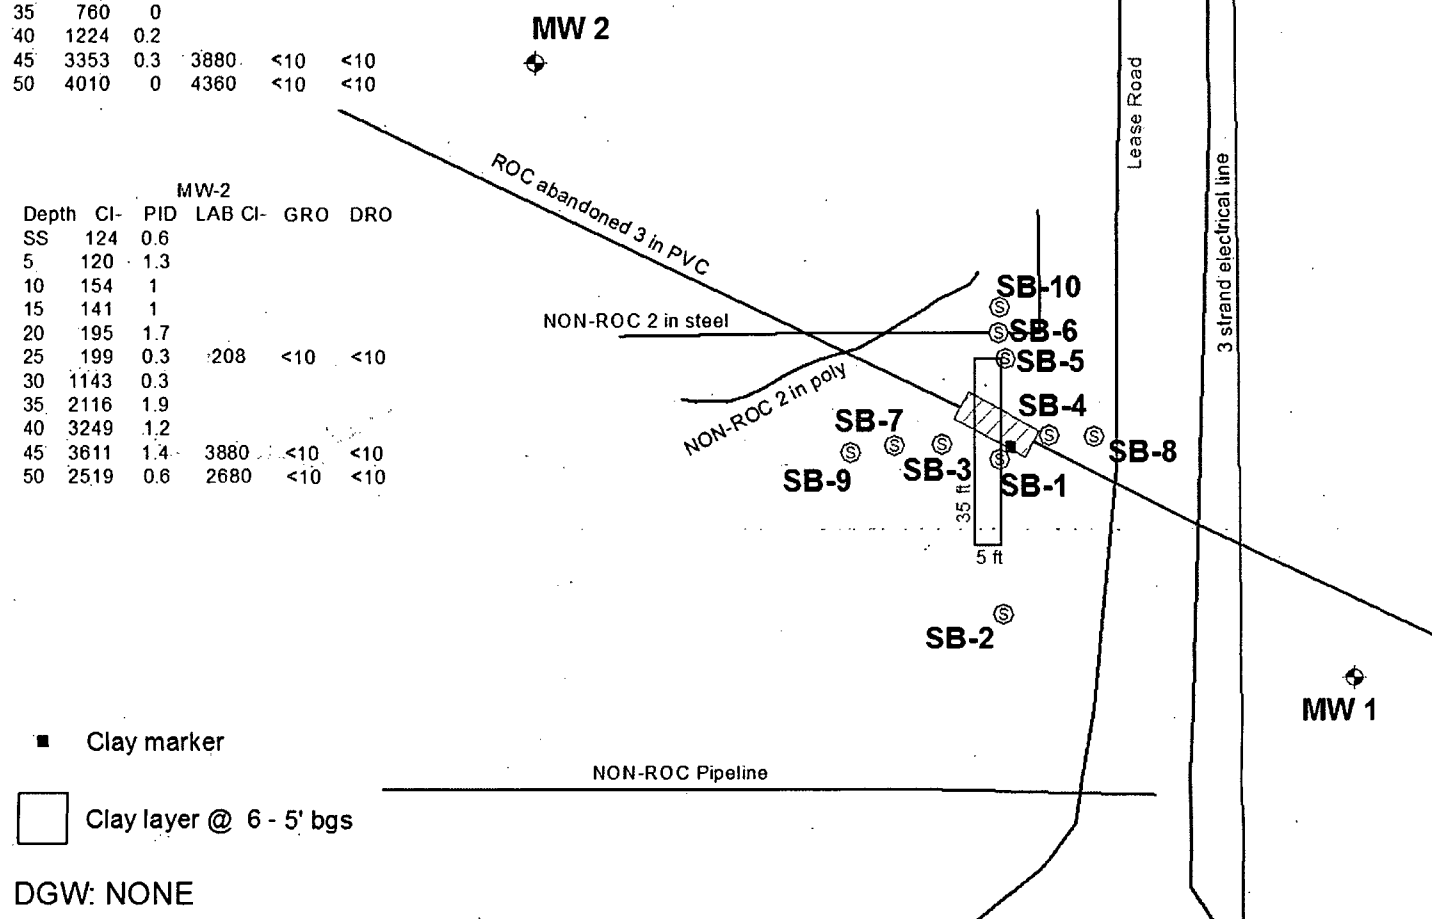 35 760 0
40 1224 0.2
45 3353 0.3 3880 <10 <10
50 4010 0 4360 <10 <10
MW-2
Depth Cl- PID LAB Cl- GRO DRO
SS 124 0.6
5 120 1.3
10 154 1
15 141 1
20 195 1.7
25 199 0.3 208 <10 <10
30 1143 0.3
35 2116 1.9
40 3249 1.2
45 3611 1.4 3880 <10 <10
50 2519 0.6 2680 <10 <10
MW 2
Lease Road
3 strand electrical line
ROC abandoned 3 in PVC
NON-ROC 2 in steel
NON-ROC 2 in poly
SB-10
S
S SB-6
S SB-5
SB-4
S
S SB-8
SB-7
S
S SB-3
S
SB-9
S SB-1
35 ft
5 ft
S
SB-2
MW 1
NON-ROC Pipeline
Clay marker
Clay layer @ 6 - 5' bgs
DGW: NONE